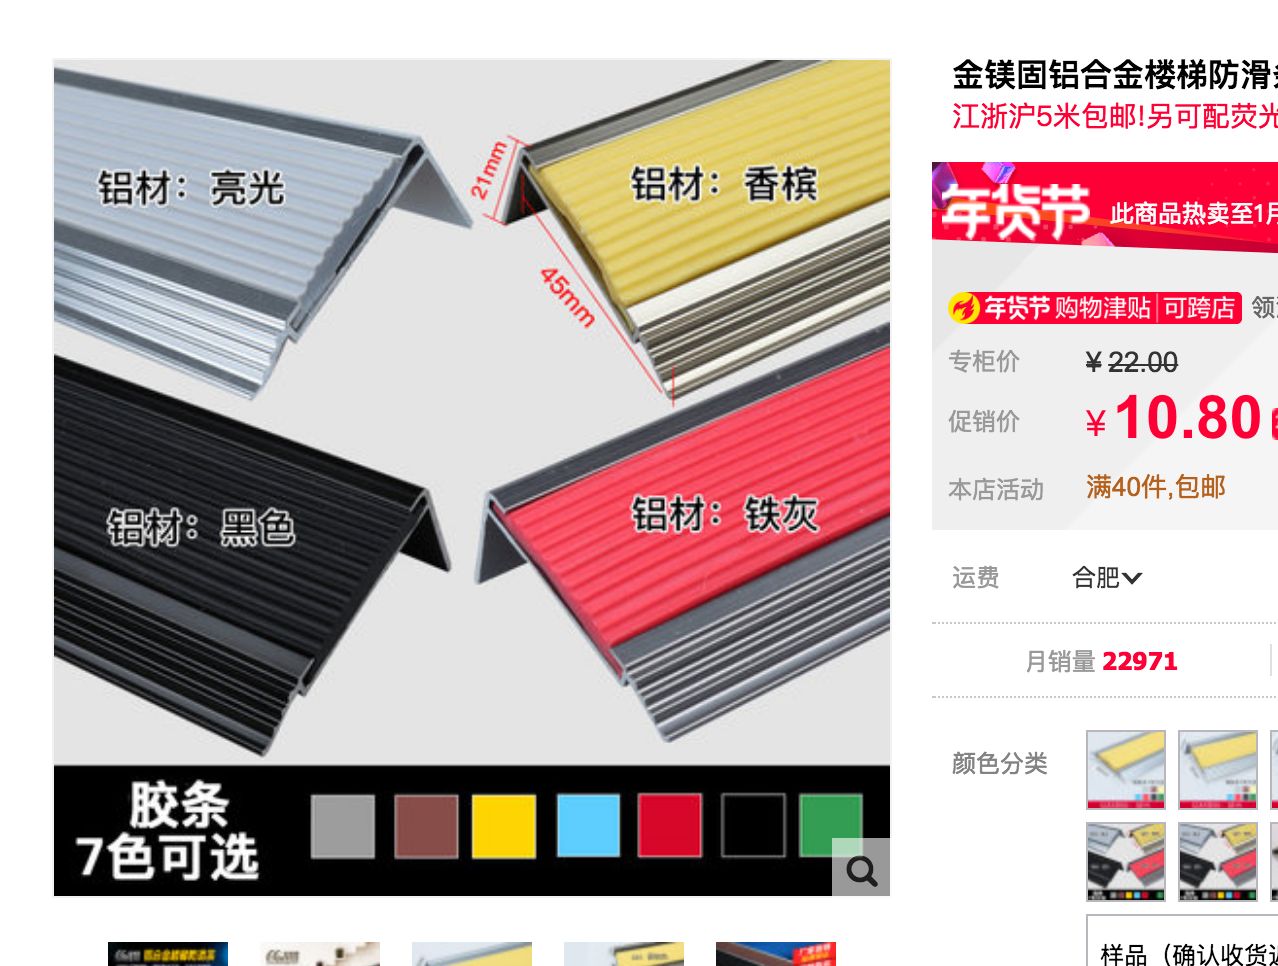 金镁固铝合金楼梯防滑
江浙沪5米包邮!另可配荧光
铝材：亮光
21mm
45mm
铝材：香槟
铝材：黑色
铝材：铁灰
胶条
7色可选
年货节 此商品热卖至1月
年货节 购物津贴 可跨店 领
专柜价 ¥ 22.00
促销价 ¥ 10.80
本店活动 满40件,包邮
运费 合肥
月销量 22971
颜色分类
样品（确认收货